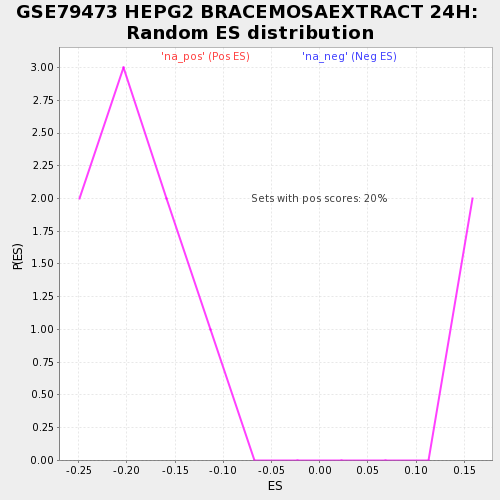 GSE79473 HEPG2 BRACEMOSAEXTRACT 24H:
Random ES distribution
'na_pos' (Pos ES) 'na_neg' (Neg ES)
3.00
2.75
2.50
2.25
2.00
Sets with pos scores: 20%
1.75
P(ES)
1.50
1.25
1.00
0.75
0.50
0.25
0.00
-0.25 -0.20 -0.15 -0.10 -0.05 0.00 0.05 0.10 0.15
ES